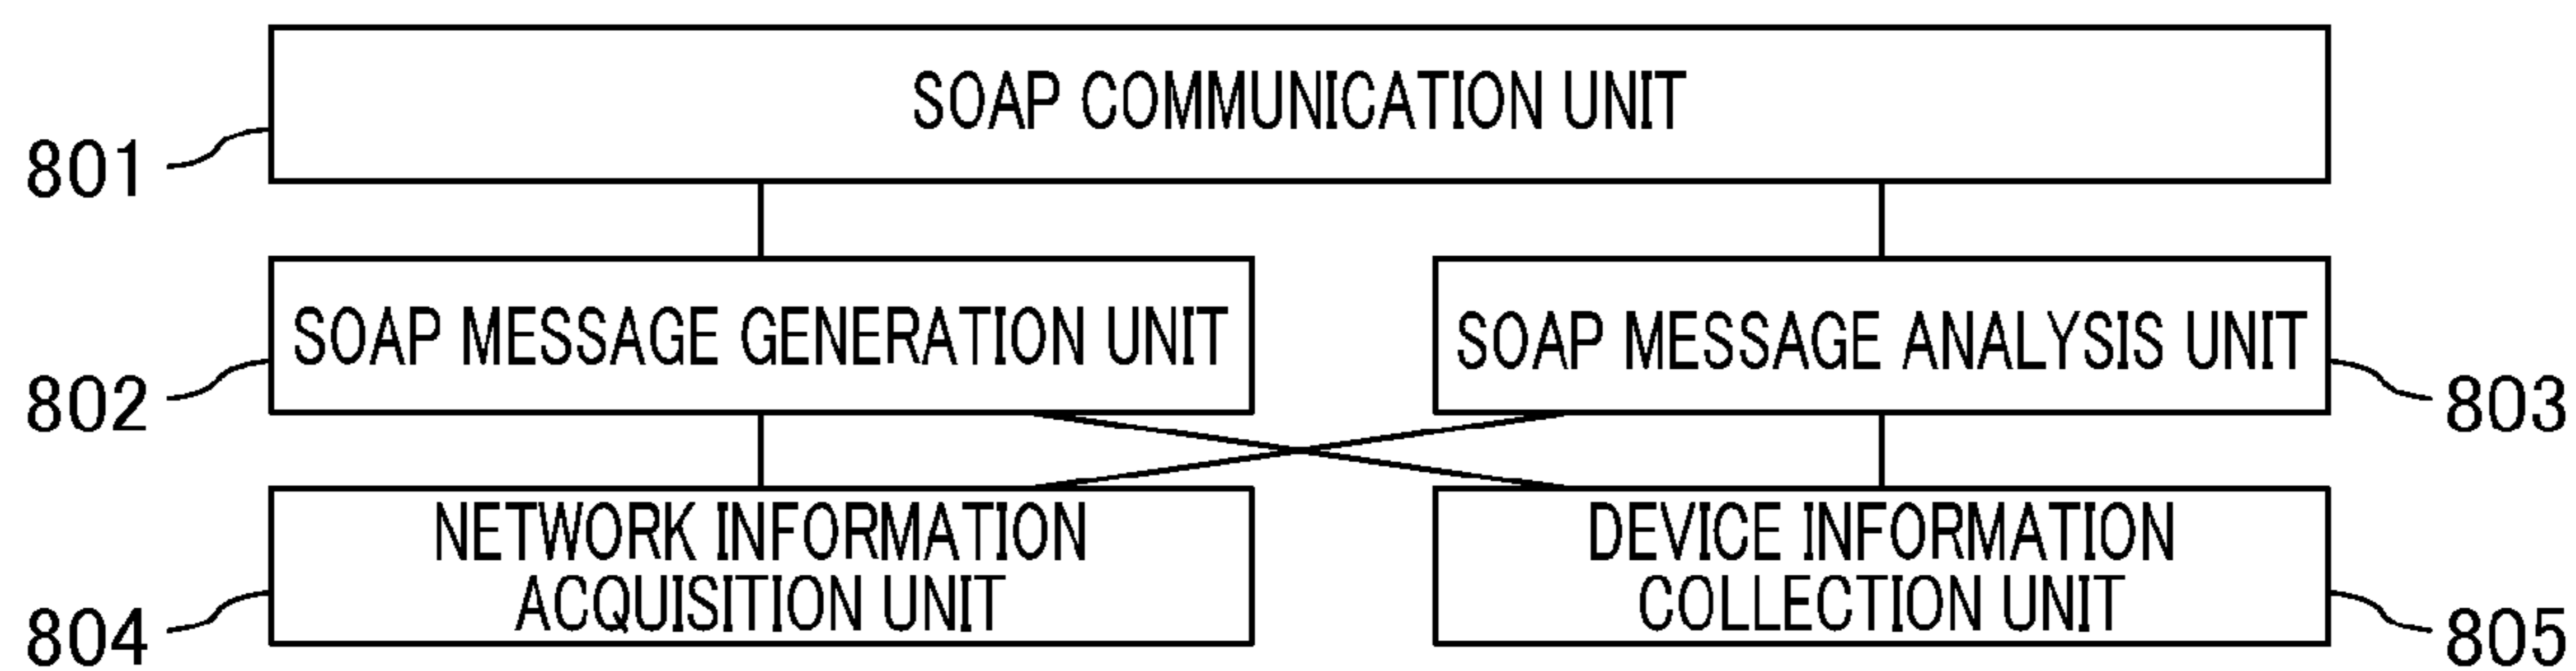 SOAP COMMUNICATION UNIT
801
SOAP MESSAGE GENERATION UNIT
802
SOAP MESSAGE ANALYSIS UNIT
803
NETWORK INFORMATION
ACQUISITION UNIT
804
DEVICE INFORMATION
COLLECTION UNIT
805